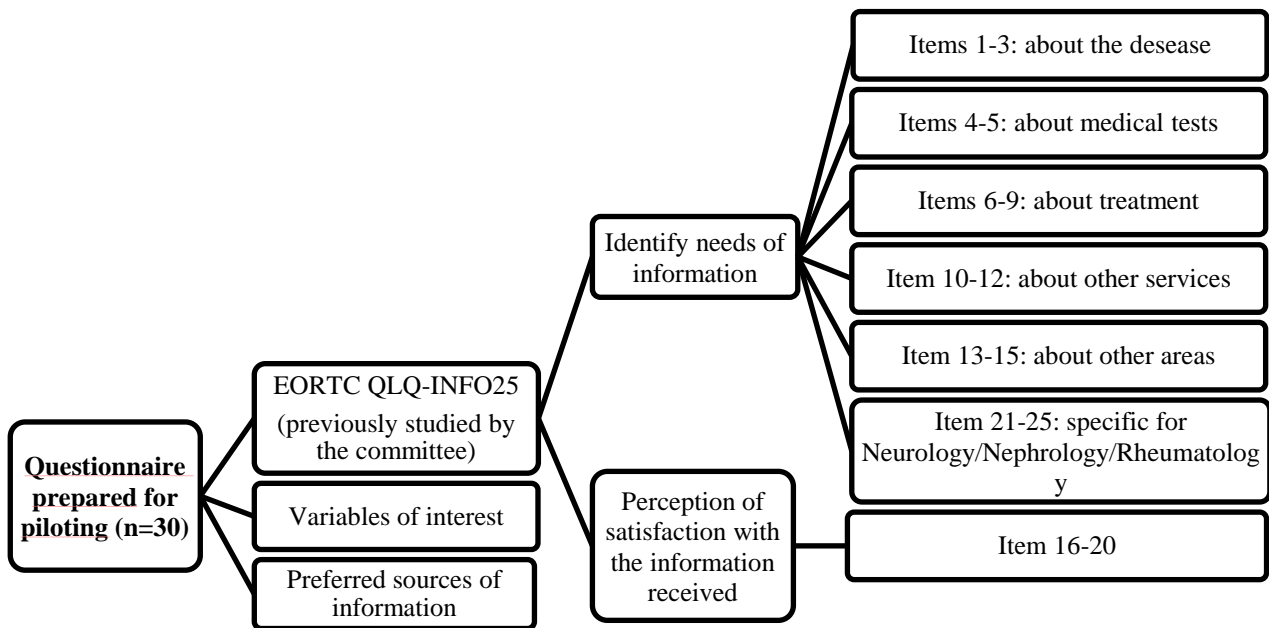 Questionnaire
prepared for
piloting (n=30)
EORTC QLQ-INFO25
(previously studied by
the committee)
Variables of interest
Preferred sources of
information
Identify needs of
information
Perception of
satisfaction with
the information
received
Items 1-3: about the desease
Items 4-5: about medical tests
Items 6-9: about treatment
Item 10-12: about other services
Item 13-15: about other areas
Item 21-25: specific for
Neurology/Nephrology/Rheumatolog
y
Item 16-20